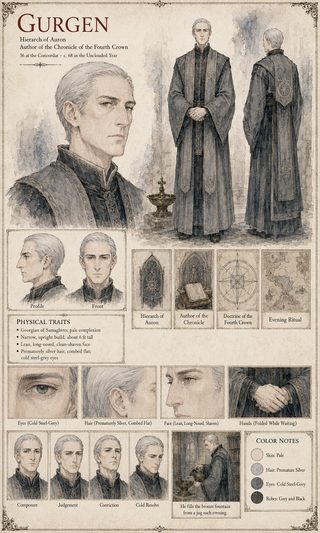 GURGEN
Hierarch of Auron
Author of the Chronicle of the Fourth Crown
56 at the Concordat – c. 68 in the Unclouded Year
Profile
Front
PHYSICAL TRAITS
• Georgian of Samegrelo; pale complexion
• Narrow, upright build; about 6 ft tall
• Lean, long-nosed, clean-shaven face
• Prematurely silver hair, combed flat;
cold steel-grey eyes
Hierarch of
Auron
Author of the
Chronicle
Doctrine of the
Fourth Crown
Evening Ritual
Eyes (Cold Steel-Grey)
Hair (Prematurely Silver, Combed Flat)
Face (Lean, Long-Nosed, Shaven)
Hands (Folded While Waiting)
Composure
Judgement
Conviction
Cold Resolve
He fills the bronze fountain
from a jug each evening.
COLOR NOTES
Skin: Pale
Hair: Premature Silver
Eyes: Cold Steel-Grey
Robes: Grey and Black